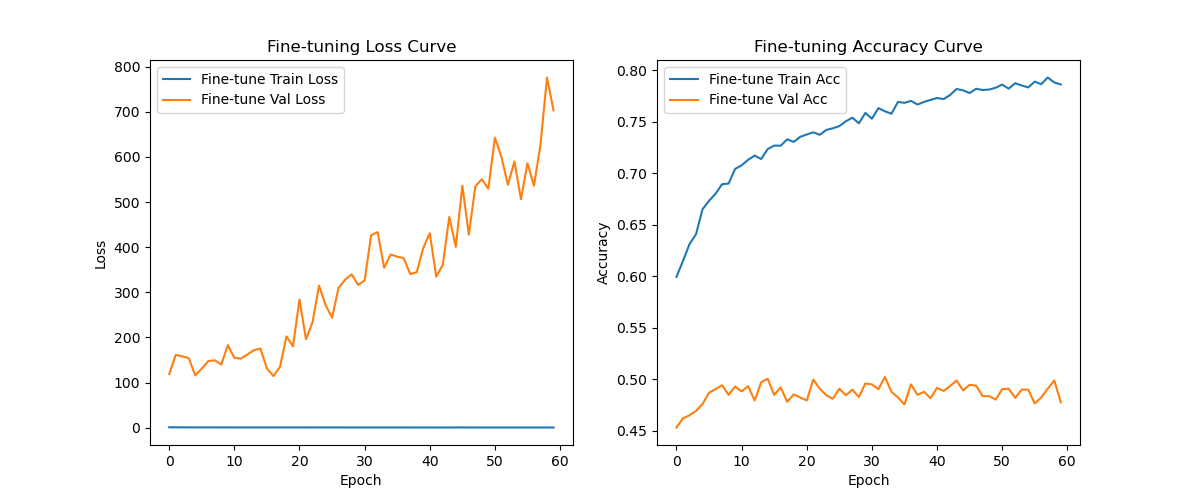 Fine-tuning Loss Curve
Fine-tune Train Loss
Fine-tune Val Loss
800
700
600
500
400
300
200
100
0
Loss
0 10 20 30 40 50 60
Epoch
Fine-tuning Accuracy Curve
Fine-tune Train Acc
Fine-tune Val Acc
0.80
0.75
0.70
0.65
0.60
0.55
0.50
0.45
Accuracy
0 10 20 30 40 50 60
Epoch